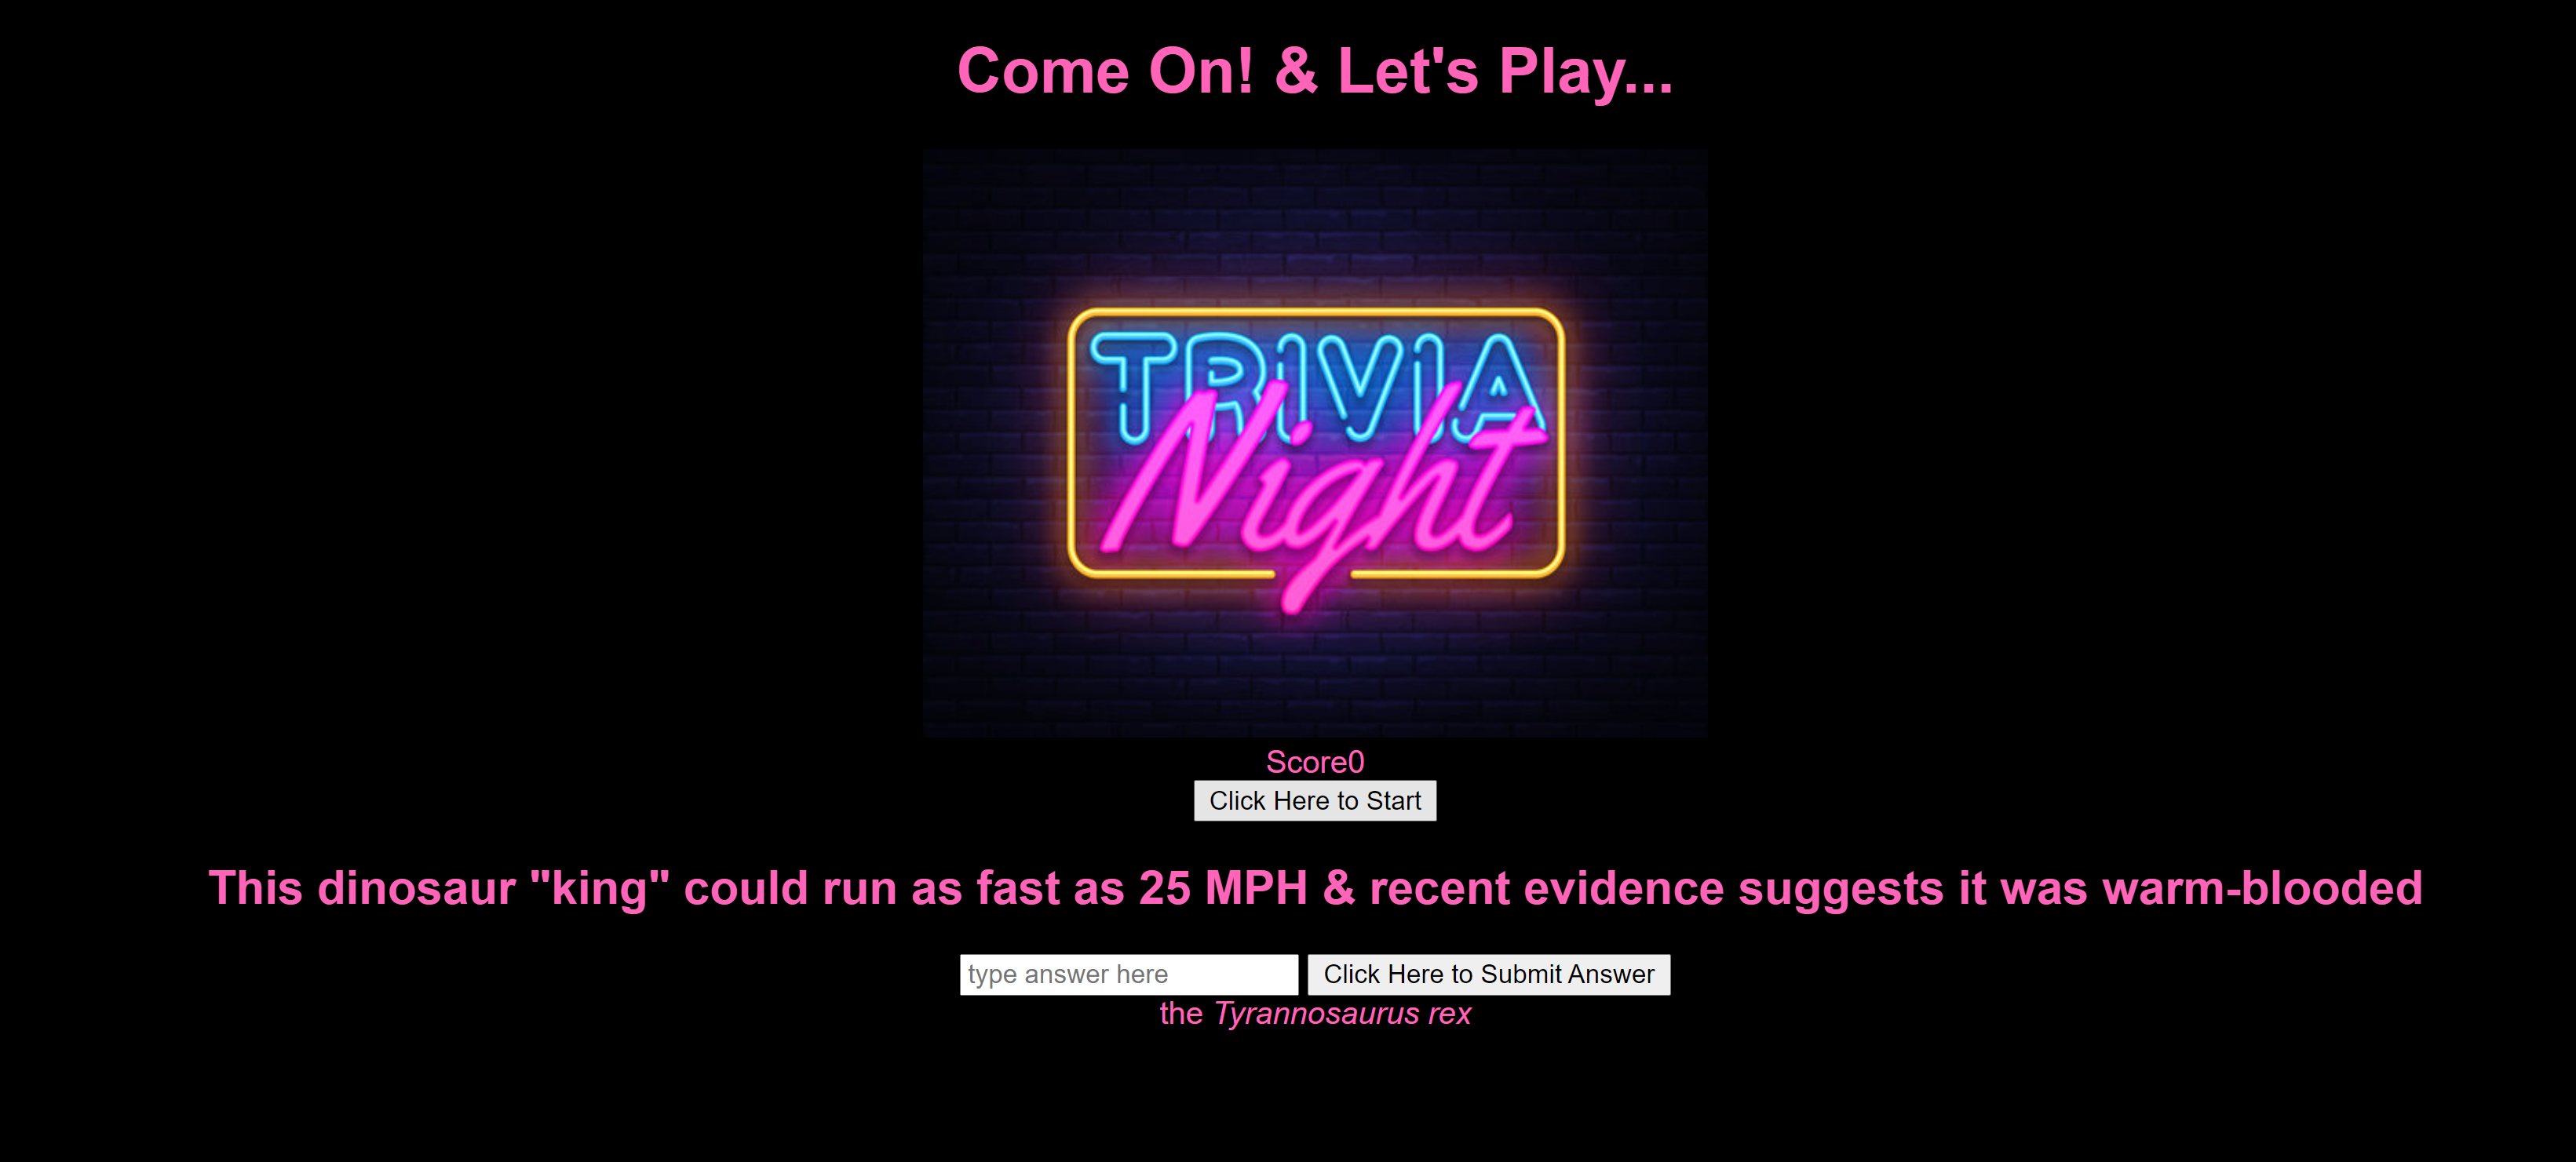 Come On! & Let's Play...
TRIVIA
Night
Score0
Click Here to Start
This dinosaur "king" could run as fast as 25 MPH & recent evidence suggests it was warm-blooded
type answer here Click Here to Submit Answer
the Tyrannosaurus rex